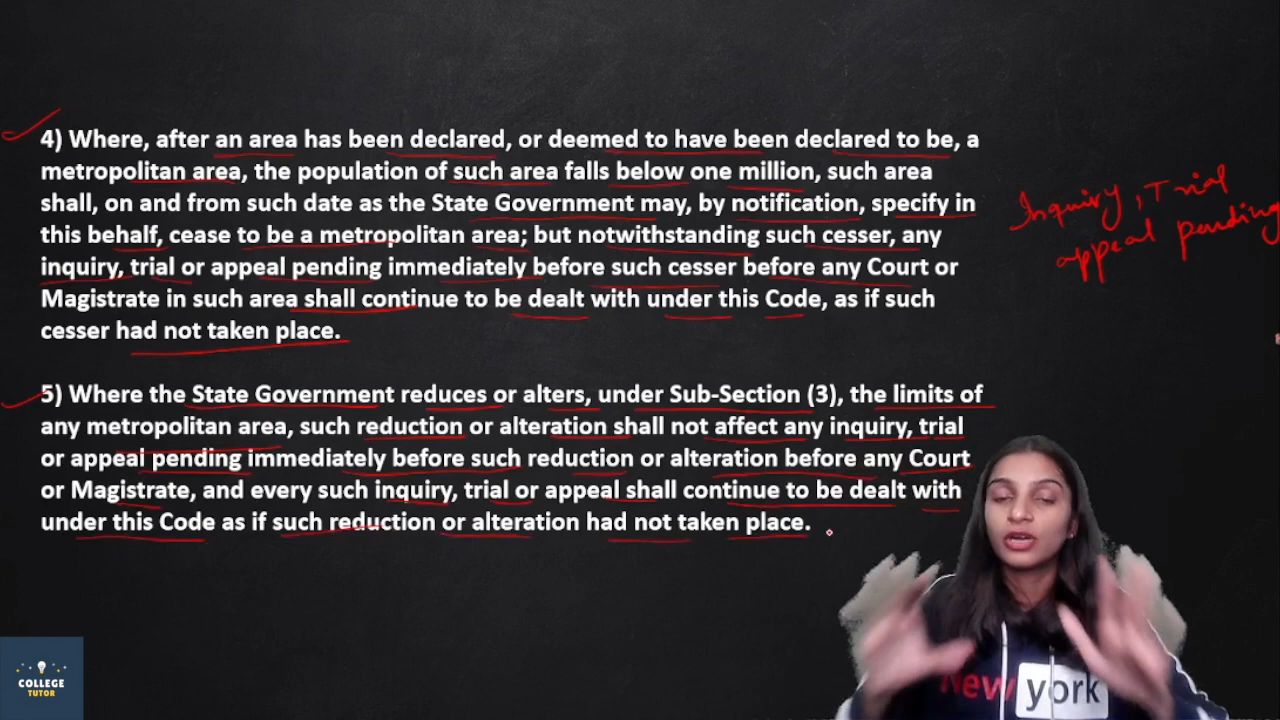 4) Where, after an area has been declared, or deemed to have been declared to be, a
metropolitan area, the population of such area falls below one million, such area
shall, on and from such date as the State Government may, by notification, specify in
this behalf, cease to be a metropolitan area; but notwithstanding such cesser, any
inquiry, trial or appeal pending immediately before such cesser before any Court or
Magistrate in such area shall continue to be dealt with under this Code, as if such
cesser had not taken place.
Inquiry, Trial
appeal pending
5) Where the State Government reduces or alters, under Sub-Section (3), the limits of
any metropolitan area, such reduction or alteration shall not affect any inquiry, trial
or appeal pending immediately before such reduction or alteration before any Court
or Magistrate, and every such inquiry, trial or appeal shall continue to be dealt with
under this Code as if such reduction or alteration had not taken place.
New york
COLLEGE
TUTOR